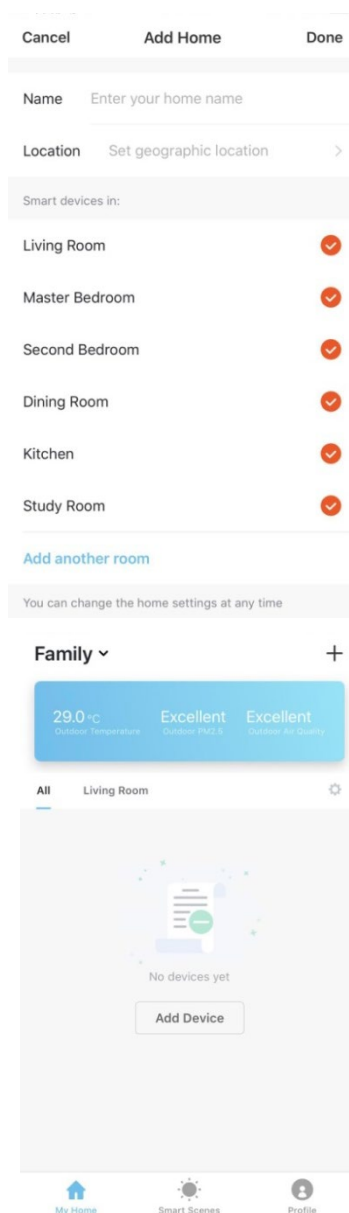 Cancel Add Home Done
Name Enter your home name
Location Set geographic location
Smart devices in:
Living Room
Master Bedroom
Second Bedroom
Dining Room
Kitchen
Study Room
Add another room
You can change the home settings at any time
Family
29.0 °C Excellent Excellent
Outdoor Temperature Outdoor PM2.5 Outdoor Air Quality
All Living Room
No devices yet
Add Device
My Home Smart Scenes Profile